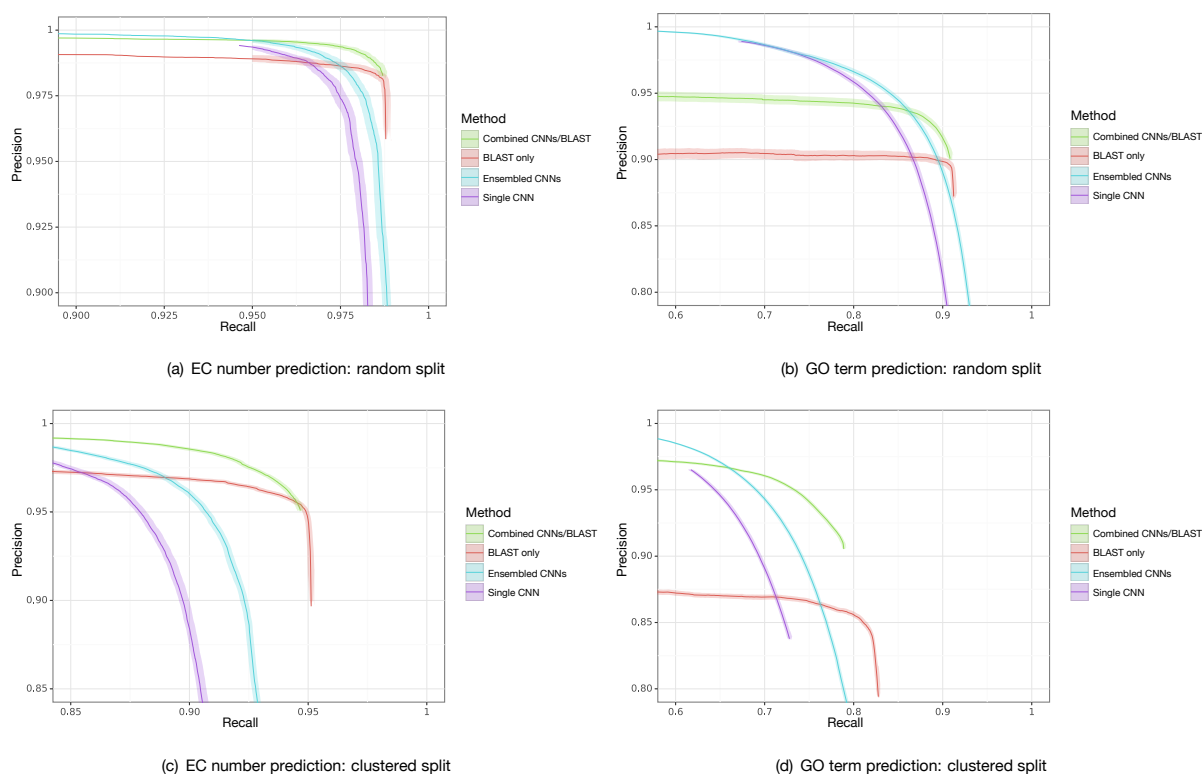 1
0.975
0.950
0.925
0.900
Precision
0.900
0.925
0.950
0.975
1
Recall
Method
Combined CNNs/BLAST
BLAST only
Ensembled CNNs
Single CNN
(a) EC number prediction: random split
1
0.95
0.90
0.85
0.80
Precision
0.6
0.7
0.8
0.9
1
Recall
Method
Combined CNNs/BLAST
BLAST only
Ensembled CNNs
Single CNN
(b) GO term prediction: random split
1
0.95
0.90
0.85
Precision
0.85
0.90
0.95
1
Recall
Method
Combined CNNs/BLAST
BLAST only
Ensembled CNNs
Single CNN
(c) EC number prediction: clustered split
1
0.95
0.90
0.85
0.80
Precision
0.6
0.7
0.8
0.9
1
Recall
Method
Combined CNNs/BLAST
BLAST only
Ensembled CNNs
Single CNN
(d) GO term prediction: clustered split